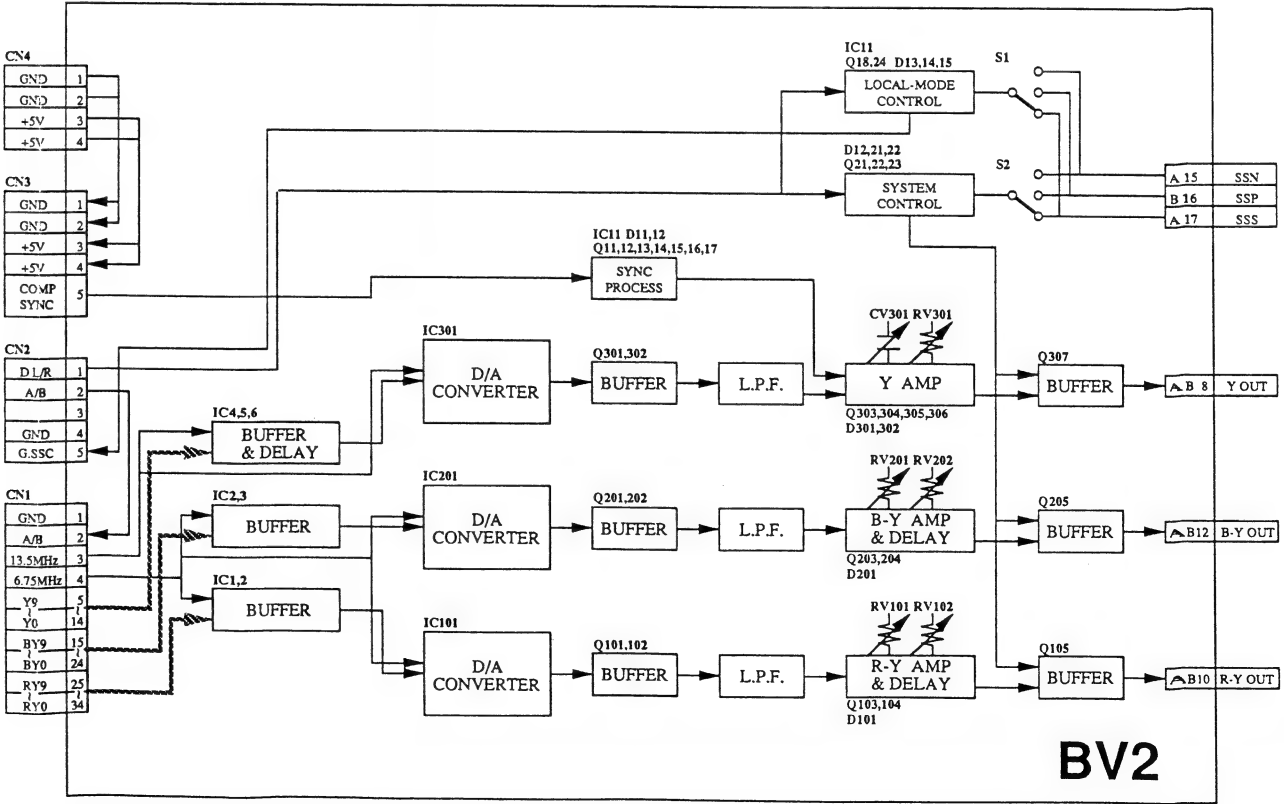 CN4
GND 1
GND 2
+5V 3
+5V 4
CN3
GND 1
GND 2
+5V 3
+5V 4
COMP SYNC 5
CN2
D L/R 1
A/B 2
3
GND 4
G.SSC 5
CN1
GND 1
A/B 2
13.5MHz 3
6.75MHz 4
Y9 5
~ ~
Y0 14
BY9 15
~ ~
BY0 24
RY9 25
~ ~
RY0 34
IC11
Q18,24 D13,14,15
LOCAL-MODE
CONTROL
S1
D12,21,22
Q21,22,23
SYSTEM
CONTROL
S2
A 15 SSN
B 16 SSP
A 17 SSS
IC11 D11,12
Q11,12,13,14,15,16,17
SYNC
PROCESS
IC4,5,6
BUFFER
& DELAY
IC301
D/A
CONVERTER
Q301,302
BUFFER
L.P.F.
CV301 RV301
Y AMP
Q303,304,305,306
D301,302
Q307
BUFFER
A B 8 Y OUT
IC2,3
BUFFER
IC201
D/A
CONVERTER
Q201,202
BUFFER
L.P.F.
RV201 RV202
B-Y AMP
& DELAY
Q203,204
D201
Q205
BUFFER
A B12 B-Y OUT
IC1,2
BUFFER
IC101
D/A
CONVERTER
Q101,102
BUFFER
L.P.F.
RV101 RV102
R-Y AMP
& DELAY
Q103,104
D101
Q105
BUFFER
A B10 R-Y OUT
BV2